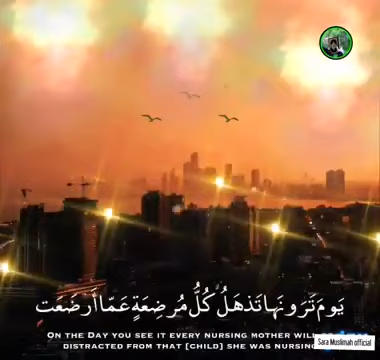 يَوْمَ تَرَوْنَهَا تَذْهَلُ كُلُّ مُرْضِعَةٍ عَمَّا أَرْضَعَتْ
ON THE DAY YOU SEE IT EVERY NURSING MOTHER WILL
DISTRACTED FROM THAT [CHILD] SHE WAS NURSING
Sara Muslimah official